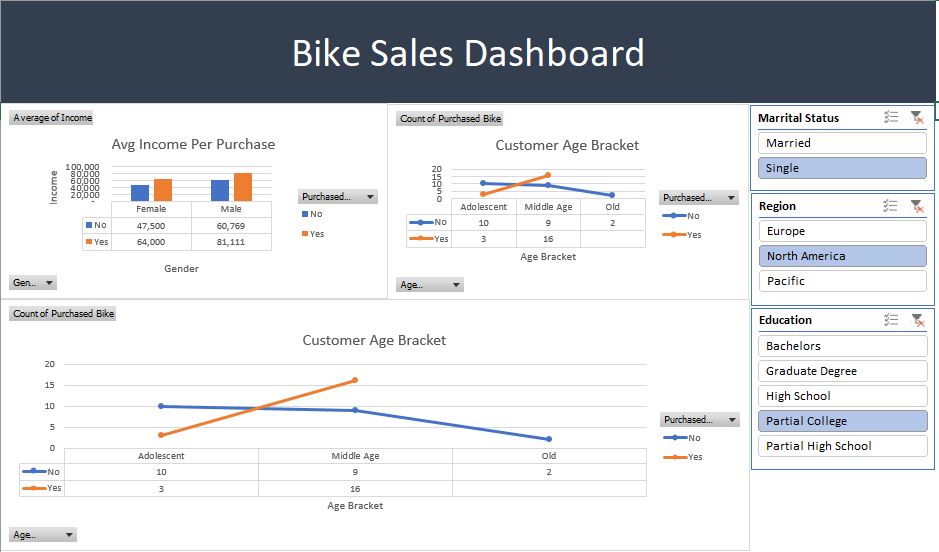 Bike Sales Dashboard
Average of Income
Avg Income Per Purchase
Income
100,000
80,000
60,000
40,000
20,000
-
Female Male
No 47,500 60,769
Yes 64,000 81,111
Gender
Purchased...
No
Yes
Gen...
Count of Purchased Bike
Customer Age Bracket
20
15
10
5
0
Adolescent Middle Age Old
No 10 9 2
Yes 3 16
Age Bracket
Purchased...
No
Yes
Age...
Marrital Status
Married
Single
Region
Europe
North America
Pacific
Education
Bachelors
Graduate Degree
High School
Partial College
Partial High School
Count of Purchased Bike
Customer Age Bracket
20
15
10
5
0
Adolescent Middle Age Old
No 10 9 2
Yes 3 16
Age Bracket
Purchased...
No
Yes
Age...